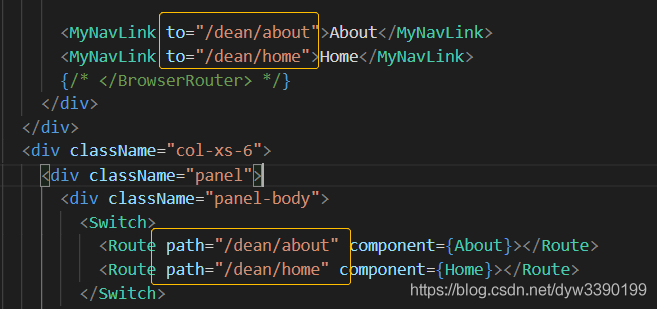 <MyNavLink to="/dean/about">About</MyNavLink>
<MyNavLink to="/dean/home">Home</MyNavLink>
{/* </BrowserRouter> */}
</div>
</div>
<div className="col-xs-6">
<div className="panel">
<div className="panel-body">
<Switch>
<Route path="/dean/about" component={About}></Route>
<Route path="/dean/home" component={Home}></Route>
</Switch>
https://blog.csdn.net/dyw3390199